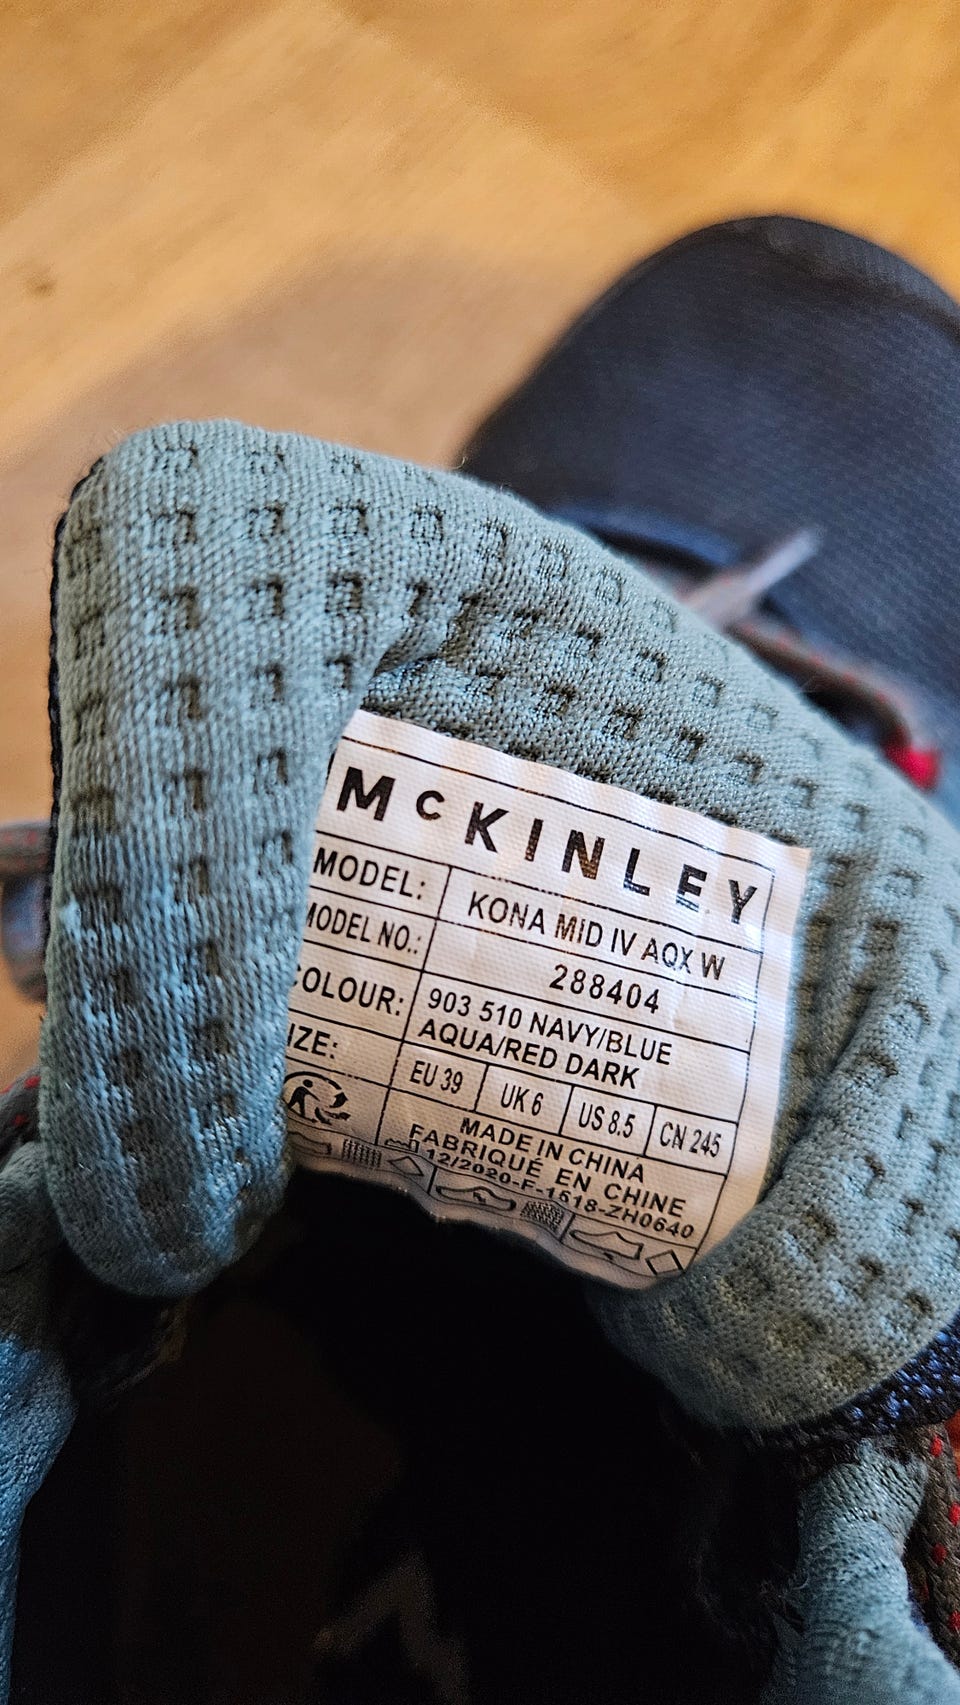 McKINLEY
MODEL: KONA MID IV AQX W
MODEL NO.: 288404
COLOUR: 903 510 NAVY/BLUE
AQUA/RED DARK
IZE: EU 39 UK 6 US 8.5 CN 245
MADE IN CHINA
FABRIQUÉ EN CHINE
12/2020-F-1518-ZH0640